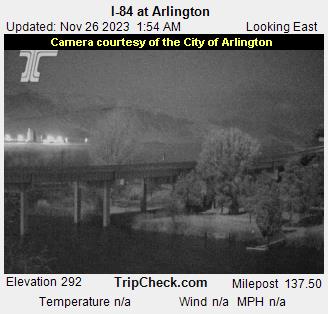 I-84 at Arlington
Updated: Nov 26 2023 1:54 AM Looking East
Camera courtesy of the City of Arlington
Elevation 292 TripCheck.com Milepost 137.50
Temperature n/a Wind n/a MPH n/a